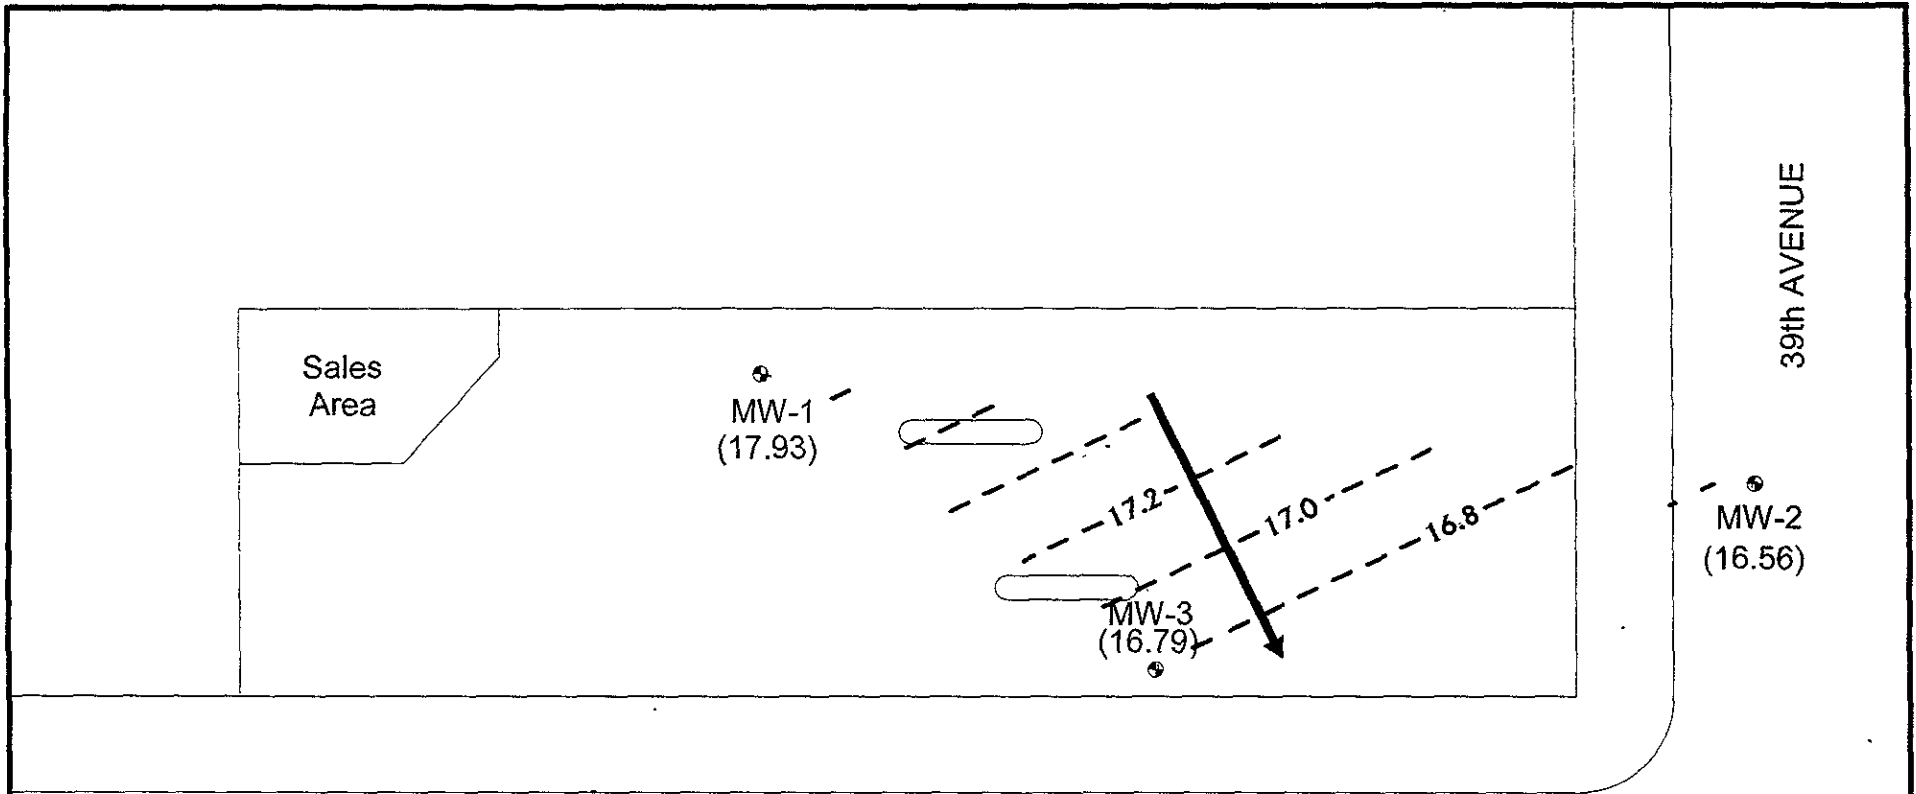 39th AVENUE
Sales
Area
MW-1
(17.93)
17.2
17.0
16.8
MW-2
(16.56)
MW-3
(16.79)